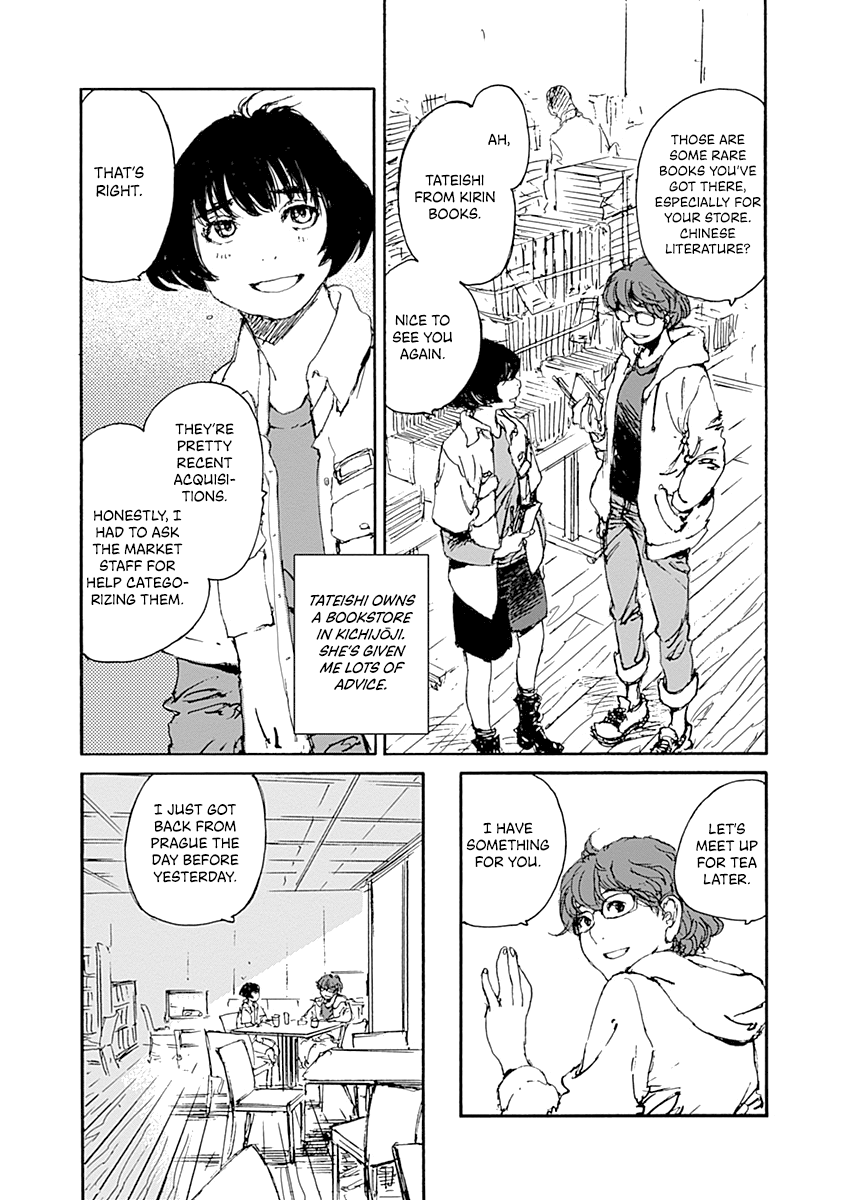 THOSE ARE
SOME RARE
BOOKS YOU'VE
GOT THERE,
ESPECIALLY FOR
YOUR STORE.
CHINESE
LITERATURE?
AH,
TATEISHI
FROM KIRIN
BOOKS.
NICE TO
SEE YOU
AGAIN.
THAT'S
RIGHT.
THEY'RE
PRETTY
RECENT
ACQUISI-
TIONS.
HONESTLY, I
HAD TO ASK
THE MARKET
STAFF FOR
HELP CATEGO-
RIZING THEM.
TATEISHI OWNS
A BOOKSTORE
IN KICHIJŌJI.
SHE'S GIVEN
ME LOTS OF
ADVICE.
LET'S
MEET UP
FOR TEA
LATER.
I HAVE
SOMETHING
FOR YOU.
I JUST GOT
BACK FROM
PRAGUE THE
DAY BEFORE
YESTERDAY.